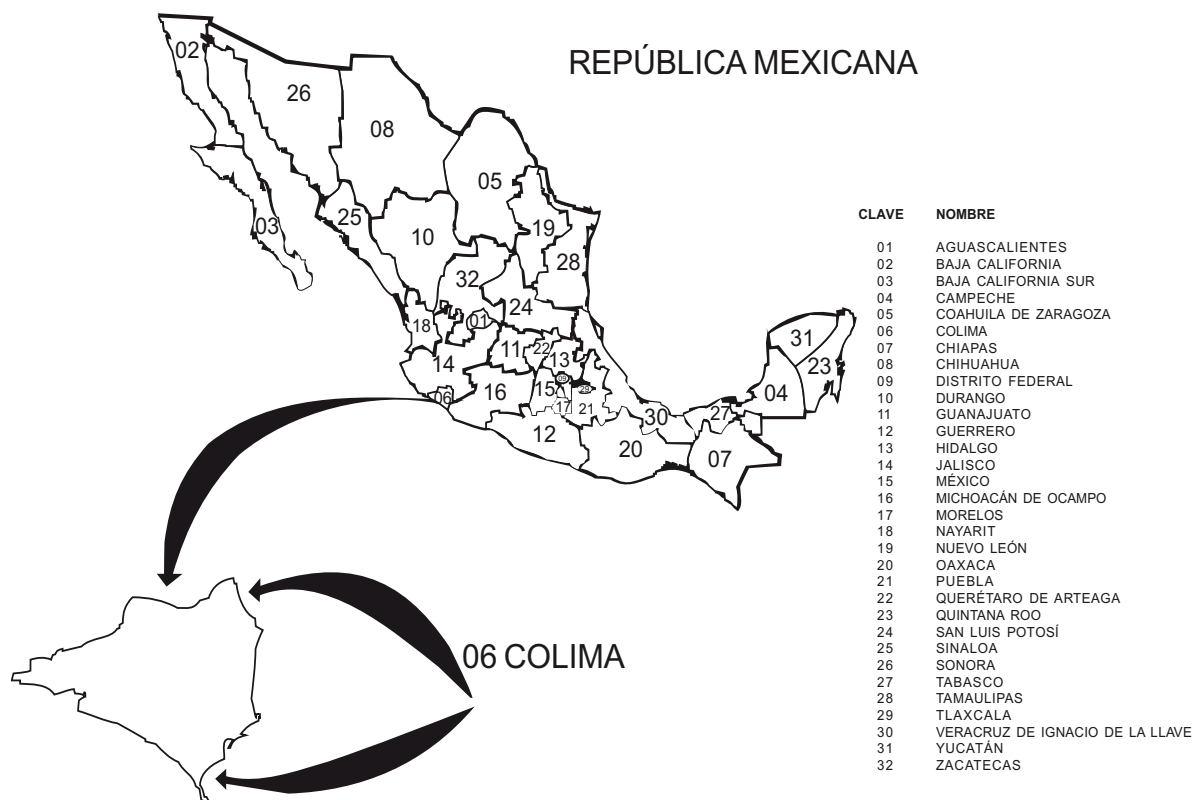 REPÚBLICA MEXICANA
02
26
08
05
03
25
10
19
28
32
24
18
01
11
22
13
14
06
16
15
09
29
17
21
12
20
30
27
07
04
31
23
06 COLIMA
CLAVE NOMBRE
01 AGUASCALIENTES
02 BAJA CALIFORNIA
03 BAJA CALIFORNIA SUR
04 CAMPECHE
05 COAHUILA DE ZARAGOZA
06 COLIMA
07 CHIAPAS
08 CHIHUAHUA
09 DISTRITO FEDERAL
10 DURANGO
11 GUANAJUATO
12 GUERRERO
13 HIDALGO
14 JALISCO
15 MÉXICO
16 MICHOACÁN DE OCAMPO
17 MORELOS
18 NAYARIT
19 NUEVO LEÓN
20 OAXACA
21 PUEBLA
22 QUERÉTARO DE ARTEAGA
23 QUINTANA ROO
24 SAN LUIS POTOSÍ
25 SINALOA
26 SONORA
27 TABASCO
28 TAMAULIPAS
29 TLAXCALA
30 VERACRUZ DE IGNACIO DE LA LLAVE
31 YUCATÁN
32 ZACATECAS